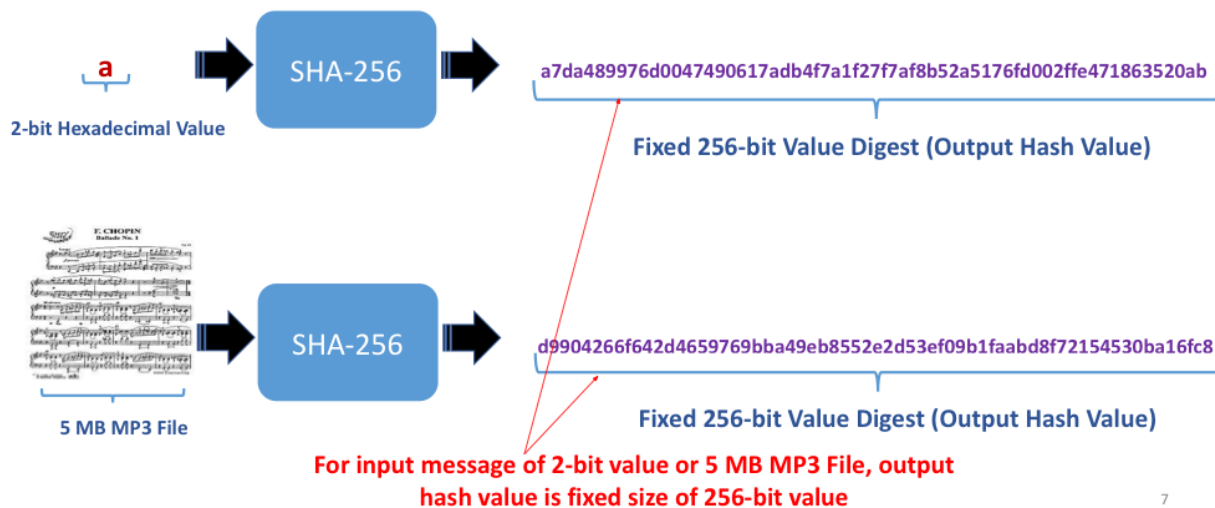 a
SHA-256
a7da489976d0047490617adb4f7a1f27f7af8b52a5176fd002ffe471863520ab
2-bit Hexadecimal Value
Fixed 256-bit Value Digest (Output Hash Value)
F. CHOPIN
Ballade No. 1
SHA-256
d9904266f642d4659769bba49eb8552e2d53ef09b1faabd8f72154530ba16fc8
5 MB MP3 File
Fixed 256-bit Value Digest (Output Hash Value)
For input message of 2-bit value or 5 MB MP3 File, output
hash value is fixed size of 256-bit value
7